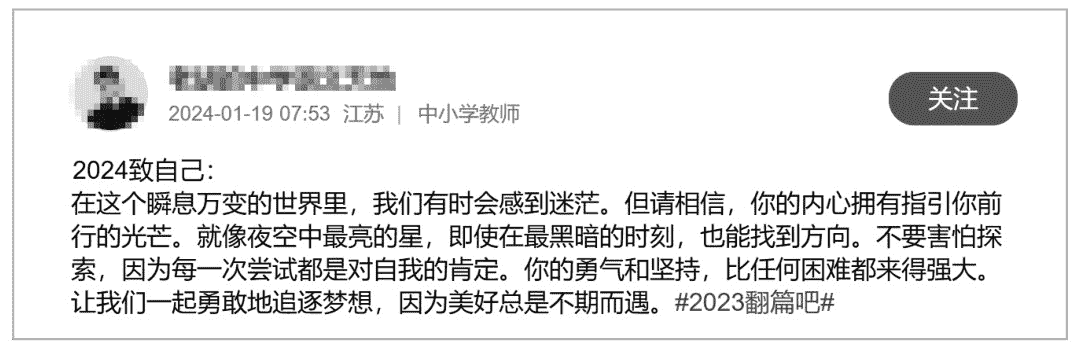 2024-01-19 07:53 江苏 | 中小学教师
关注
2024致自己：
在这个瞬息万变的世界里，我们有时会感到迷茫。但请相信，你的内心拥有指引你前
行的光芒。就像夜空中最亮的星，即使在最黑暗的时刻，也能找到方向。不要害怕探
索，因为每一次尝试都是对自我的肯定。你的勇气和坚持，比任何困难都来得强大。
让我们一起勇敢地追逐梦想，因为美好总是不期而遇。#2023翻篇吧#